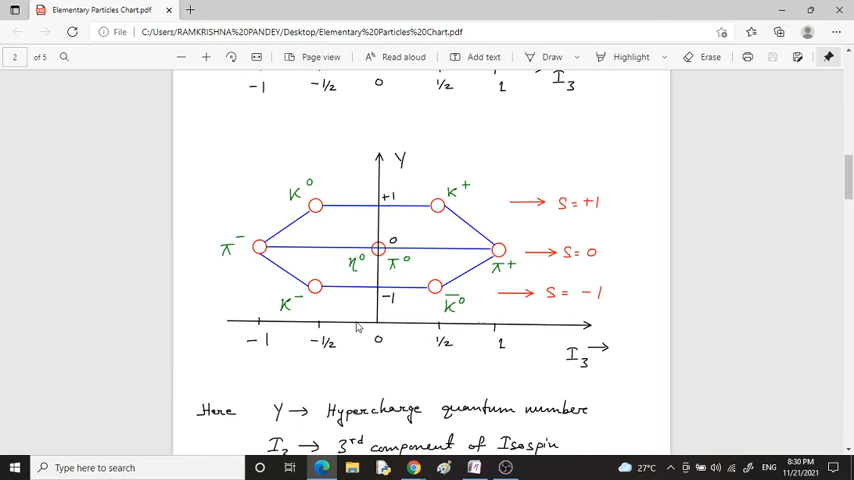 Elementary Particles Chart.pdf
File C:/Users/RAMKRISHNA%20PANDEY/Desktop/Elementary%20Particles%20Chart.pdf
2 of 5 Page view Read aloud Add text Draw Highlight Erase
-1 -1/2 0 1/2 1 I₃
Y
K⁰ +1 K⁺ → S=+1
π⁻ 0 → S=0
η⁰ π⁰ π⁺
K⁻ -1 K̅⁰ → S= -1
-1 -1/2 0 1/2 1 I₃ →
Here Y → Hypercharge quantum number
I₃ → 3rd component of Isospin
Type here to search 27°C ENG 8:30 PM
11/21/2021